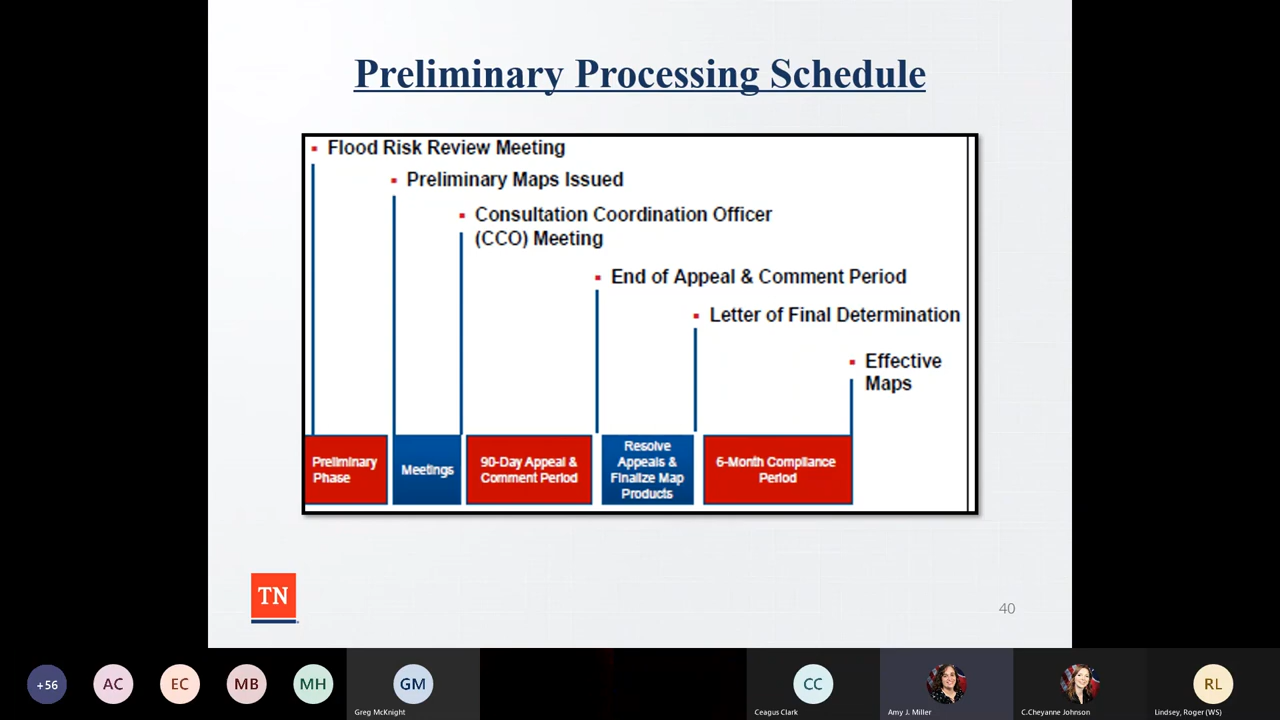 Preliminary Processing Schedule
▪ Flood Risk Review Meeting
▪ Preliminary Maps Issued
▪ Consultation Coordination Officer
(CCO) Meeting
▪ End of Appeal & Comment Period
▪ Letter of Final Determination
▪ Effective
Maps
Preliminary
Phase
Meetings
90-Day Appeal &
Comment Period
Resolve
Appeals &
Finalize Map
Products
6-Month Compliance
Period
TN
40
+56
AC
EC
MB
MH
GM
Greg McKnight
CC
Ceagus Clark
Amy J. Miller
C.Cheyanne Johnson
RL
Lindsey, Roger (WS)